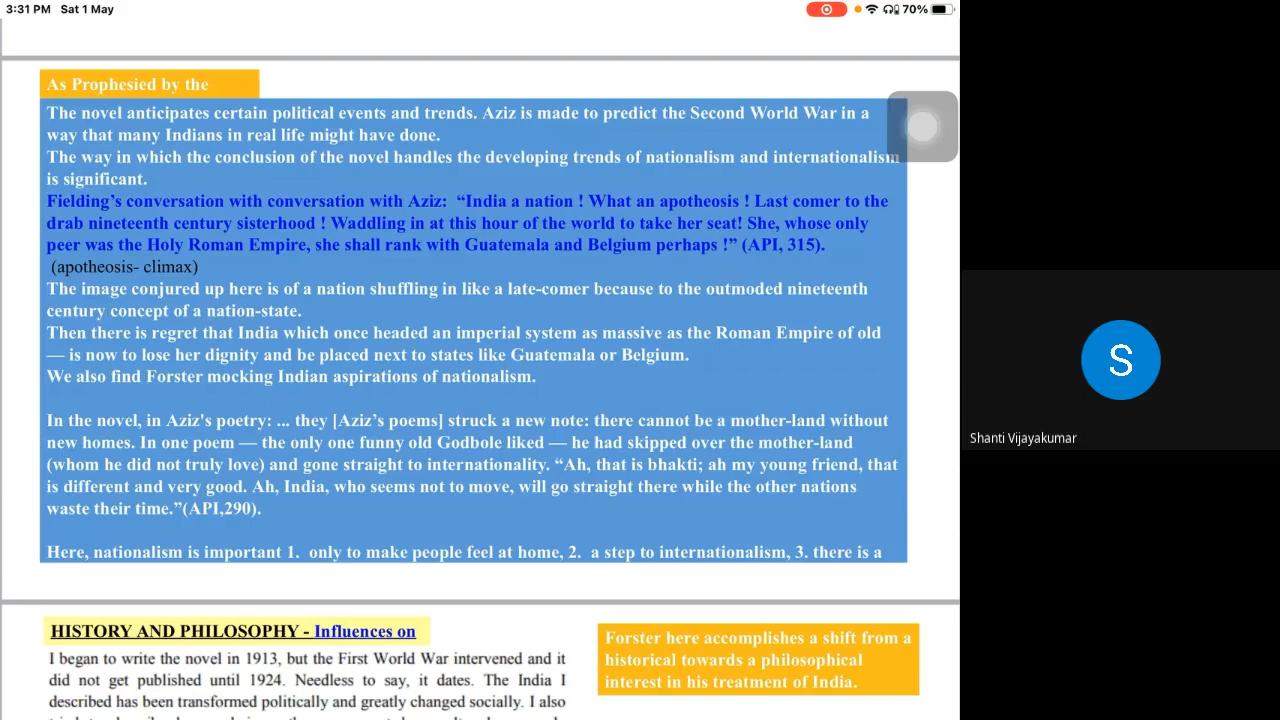 3:31 PM Sat 1 May
70%
As Prophesied by the
The novel anticipates certain political events and trends. Aziz is made to predict the Second World War in a
way that many Indians in real life might have done.
The way in which the conclusion of the novel handles the developing trends of nationalism and internationalism
is significant.
Fielding’s conversation with conversation with Aziz: “India a nation ! What an apotheosis ! Last comer to the
drab nineteenth century sisterhood ! Waddling in at this hour of the world to take her seat! She, whose only
peer was the Holy Roman Empire, she shall rank with Guatemala and Belgium perhaps !” (API, 315).
(apotheosis- climax)
The image conjured up here is of a nation shuffling in like a late-comer because to the outmoded nineteenth
century concept of a nation-state.
Then there is regret that India which once headed an imperial system as massive as the Roman Empire of old
— is now to lose her dignity and be placed next to states like Guatemala or Belgium.
We also find Forster mocking Indian aspirations of nationalism.
In the novel, in Aziz's poetry: ... they [Aziz’s poems] struck a new note: there cannot be a mother-land without
new homes. In one poem — the only one funny old Godbole liked — he had skipped over the mother-land
(whom he did not truly love) and gone straight to internationality. “Ah, that is bhakti; ah my young friend, that
is different and very good. Ah, India, who seems not to move, will go straight there while the other nations
waste their time.”(API,290).
Here, nationalism is important 1. only to make people feel at home, 2. a step to internationalism, 3. there is a
HISTORY AND PHILOSOPHY - Influences on
I began to write the novel in 1913, but the First World War intervened and it
did not get published until 1924. Needless to say, it dates. The India I
described has been transformed politically and greatly changed socially. I also
Forster here accomplishes a shift from a
historical towards a philosophical
interest in his treatment of India.
S
Shanti Vijayakumar